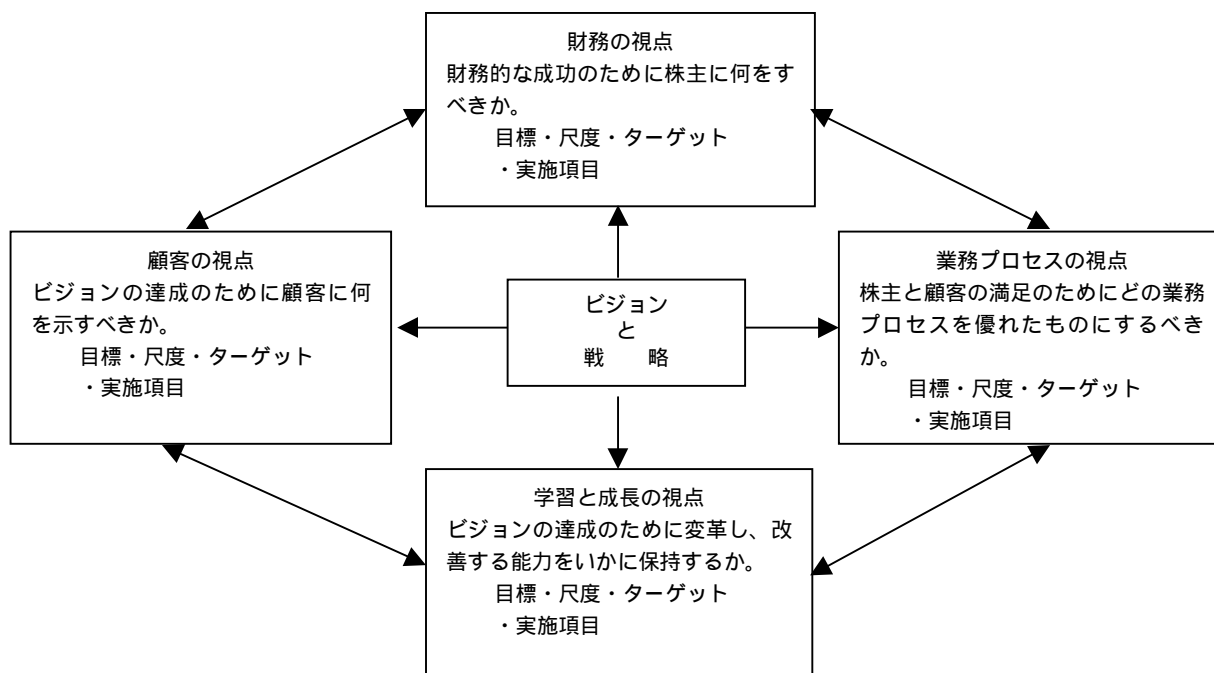 財務の視点
財務的な成功のために株主に何をす
べきか。
目標・尺度・ターゲット
・実施項目
顧客の視点
ビジョンの達成のために顧客に何
を示すべきか。
目標・尺度・ターゲット
・実施項目
ビジョン
と
戦　　略
業務プロセスの視点
株主と顧客の満足のためにどの業務
プロセスを優れたものにするべき
か。
目標・尺度・ターゲット
・実施項目
学習と成長の視点
ビジョンの達成のために変革し、改
善する能力をいかに保持するか。
目標・尺度・ターゲット
・実施項目